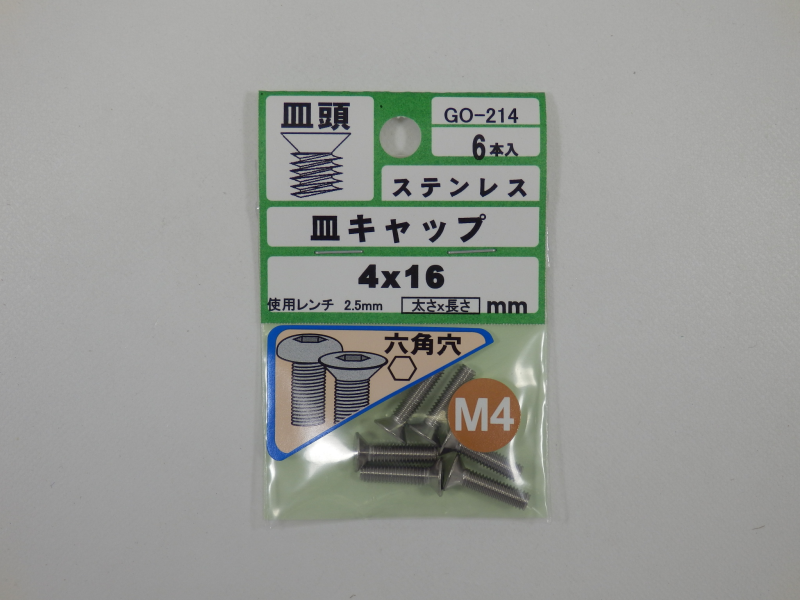 皿頭
GO-214
6本入
ステンレス
皿キャップ
4x16
使用レンチ 2.5mm 太さx長さ mm
六角穴
M4